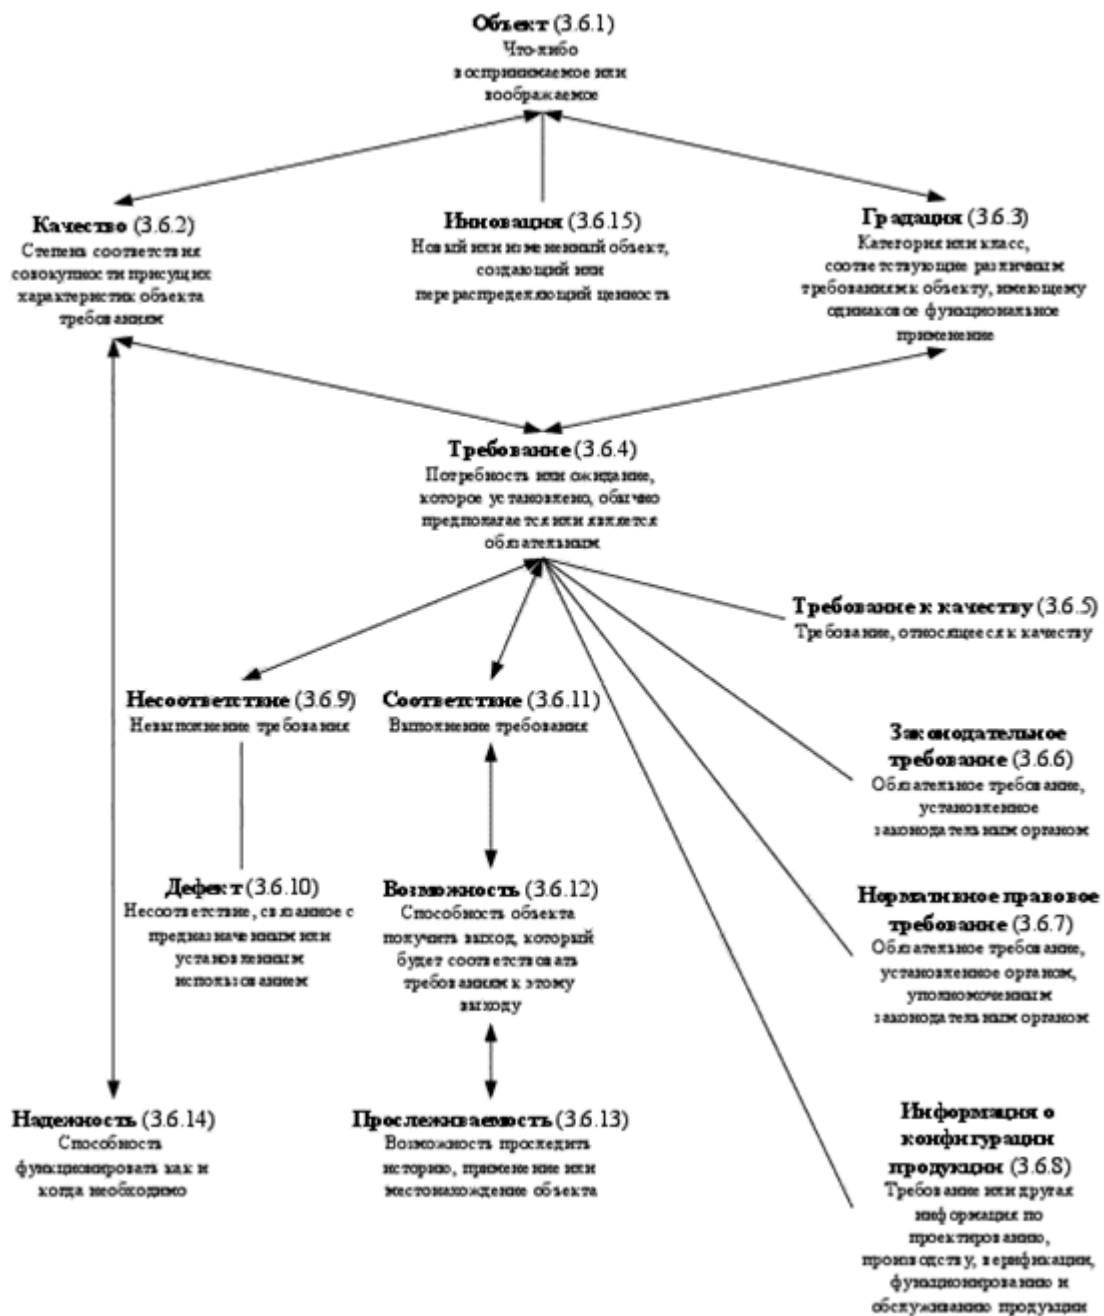 Объект (3.6.1)
Что-либо
воспринимаемое или
воображаемое
Качество (3.6.2)
Степень соответствия
совокупности присущих
характеристик объекта
требованиям
Инновация (3.6.15)
Новый или измененный объект,
создающий или
перераспределяющий ценность
Градация (3.6.3)
Категория или класс,
соответствующие различным
требованиям к объекту, имеющему
одинаковое функциональное
применение
Требование (3.6.4)
Потребность или ожидание,
которое установлено, обычно
предполагается или является
обязательным
Требование к качеству (3.6.5)
Требование, относящееся к качеству
Несоответствие (3.6.9)
Невыполнение требования
Соответствие (3.6.11)
Выполнение требования
Законодательное
требование (3.6.6)
Обязательное требование,
установленное
законодательным органом
Дефект (3.6.10)
Несоответствие, связанное с
предназначенным или
установленным
использованием
Возможность (3.6.12)
Способность объекта
получить выход, который
будет соответствовать
требованиям к этому
выходу
Нормативное правовое
требование (3.6.7)
Обязательное требование,
установленное органом,
уполномоченным
законодательным органом
Надежность (3.6.14)
Способность
функционировать как и
когда необходимо
Прослеживаемость (3.6.13)
Возможность проследить
историю, применение или
местонахождение объекта
Информация о
конфигурации
продукции (3.6.8)
Требование или другая
информация по
проектированию,
производству, верификации,
функционированию и
обслуживанию продукции